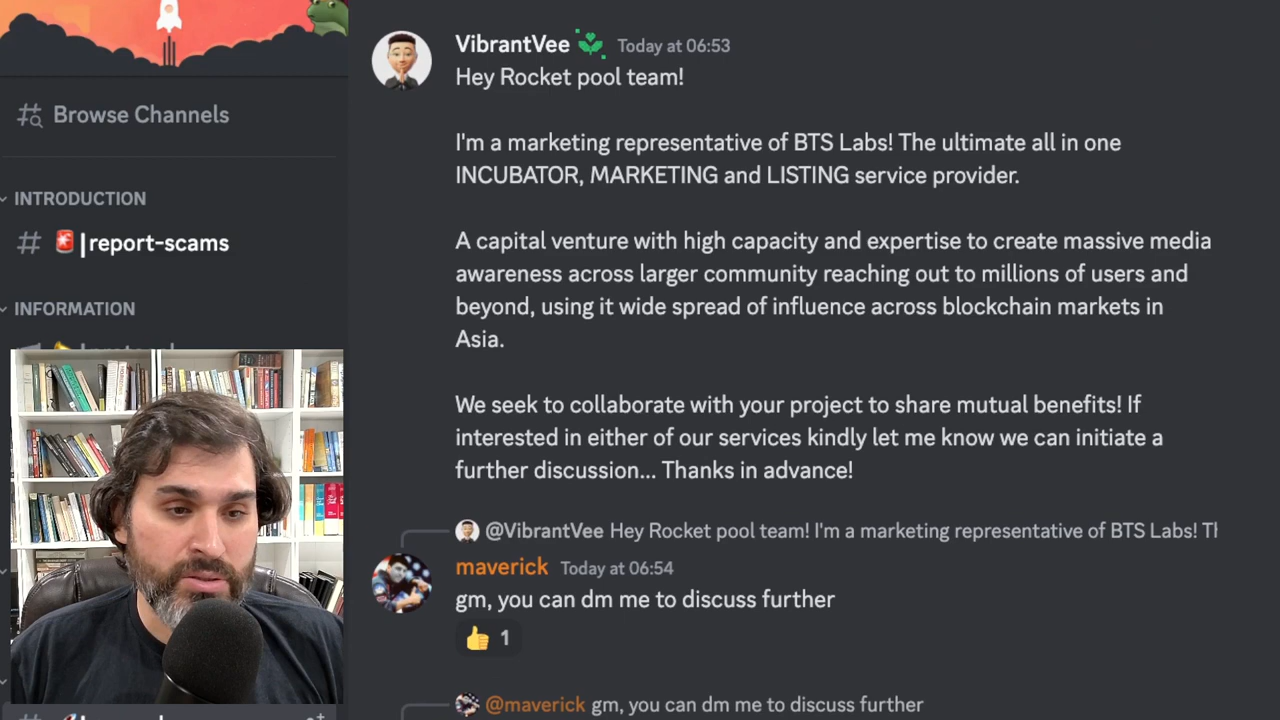 Browse Channels
INTRODUCTION
|report-scams
INFORMATION
VibrantVee Today at 06:53
Hey Rocket pool team!
I'm a marketing representative of BTS Labs! The ultimate all in one
INCUBATOR, MARKETING and LISTING service provider.
A capital venture with high capacity and expertise to create massive media
awareness across larger community reaching out to millions of users and
beyond, using it wide spread of influence across blockchain markets in
Asia.
We seek to collaborate with your project to share mutual benefits! If
interested in either of our services kindly let me know we can initiate a
further discussion... Thanks in advance!
@VibrantVee Hey Rocket pool team! I'm a marketing representative of BTS Labs!
maverick Today at 06:54
gm, you can dm me to discuss further
1
@maverick gm, you can dm me to discuss further